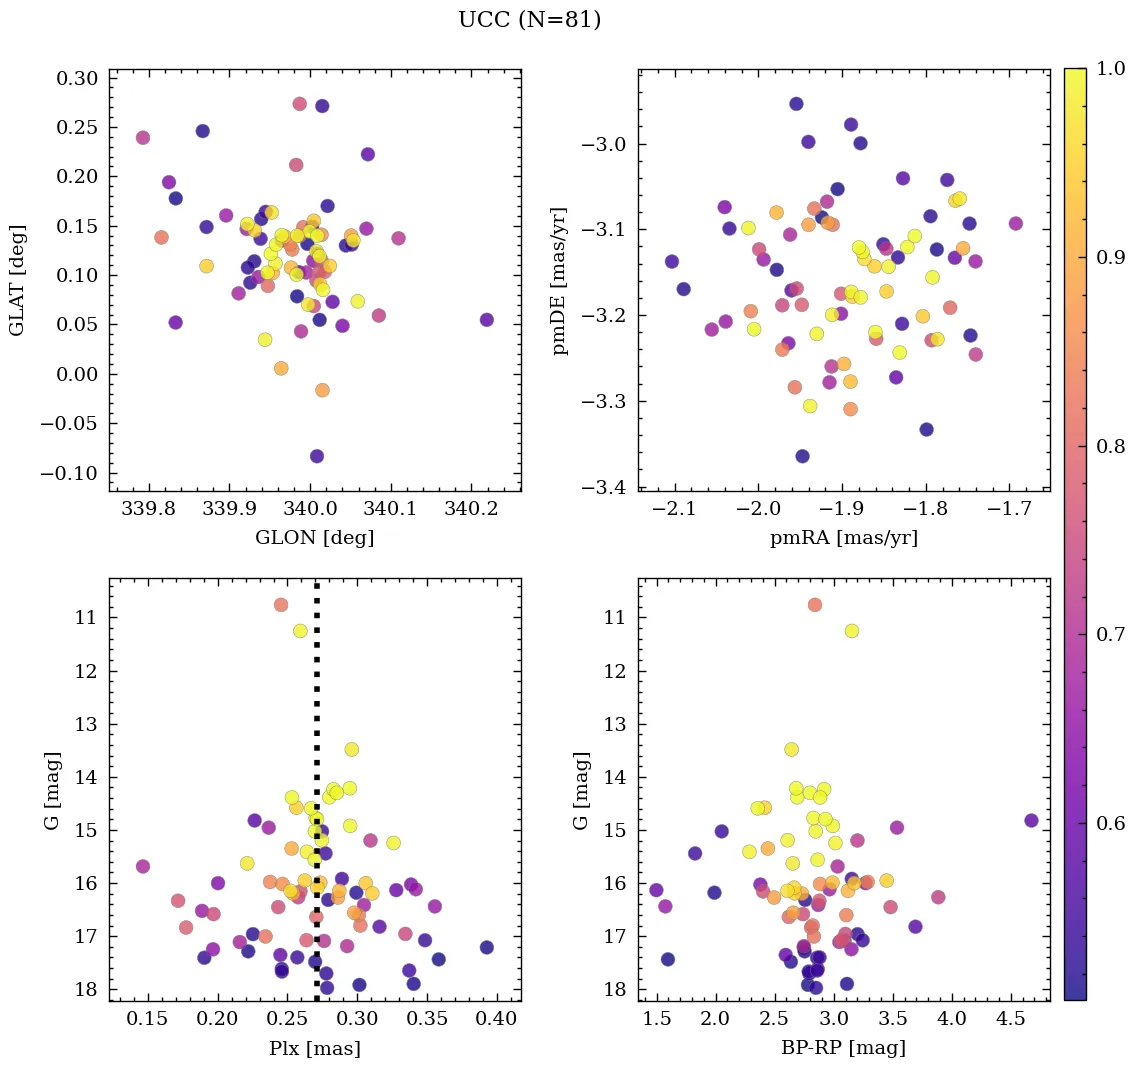 UCC (N=81)
0.30
0.25
0.20
0.15
0.10
0.05
0.00
−0.05
−0.10
GLAT [deg]
339.8 339.9 340.0 340.1 340.2
GLON [deg]
−3.0
−3.1
−3.2
−3.3
−3.4
pmDE [mas/yr]
−2.1 −2.0 −1.9 −1.8 −1.7
pmRA [mas/yr]
1.0
0.9
0.8
0.7
0.6
11
12
13
14
15
16
17
18
G [mag]
0.15 0.20 0.25 0.30 0.35 0.40
Plx [mas]
11
12
13
14
15
16
17
18
G [mag]
1.5 2.0 2.5 3.0 3.5 4.0 4.5
BP-RP [mag]